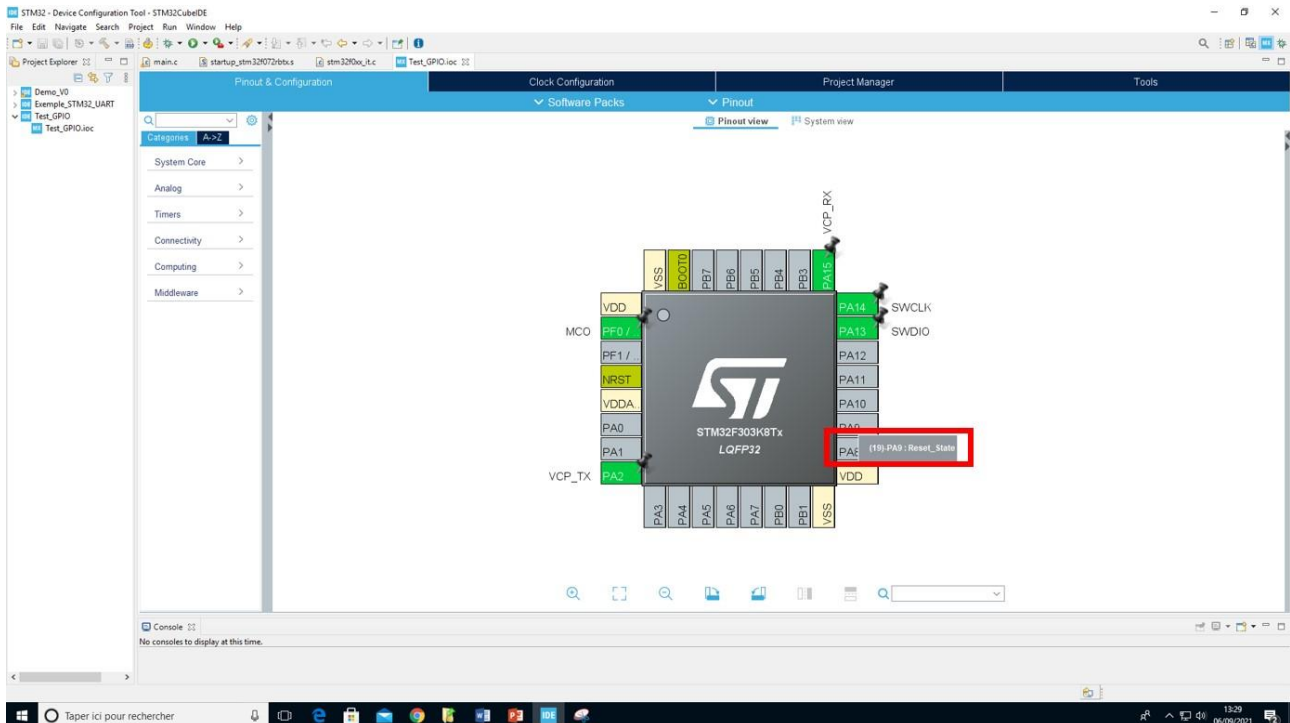 STM32 - Device Configuration Tool - STM32CubeIDE
File Edit Navigate Search Project Run Window Help
Project Explorer
main.c
startup_stm32f072rbtx.s
stm32f0xx_it.c
Test_GPIO.ioc
Demo_V0
Exemple_STM32_UART
Test_GPIO
Test_GPIO.ioc
Pinout & Configuration
Clock Configuration
Project Manager
Tools
Software Packs
Pinout
Pinout view
System view
Categories
A->Z
System Core
Analog
Timers
Connectivity
Computing
Middleware
VCP_RX
VSS
BOOT0
PB7
PB6
PB5
PB4
PB3
PA15
VDD
MCO PF0 / ..
PF1 / ..
NRST
VDDA..
PA0
PA1
VCP_TX PA2
PA14 SWCLK
PA13 SWDIO
PA12
PA11
PA10
PA9
(19) PA9 : Reset_State
VDD
ST
STM32F303K8Tx
LQFP32
PA3
PA4
PA5
PA6
PA7
PB0
PB1
VSS
Console
No consoles to display at this time.
Taper ici pour rechercher
IDE
13:29
06/09/2021